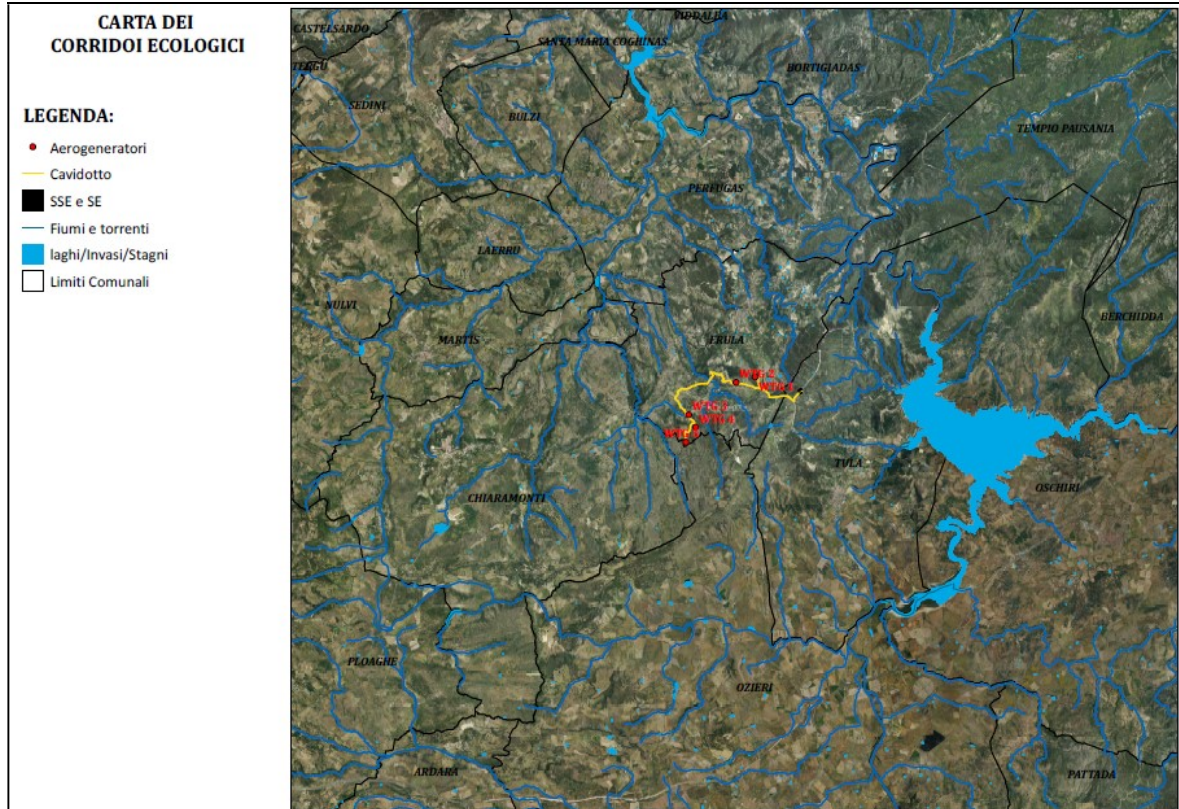 CARTA DEI
CORRIDOI ECOLOGICI
LEGENDA:
Aerogeneratori
Cavidotto
SSE e SE
Fiumi e torrenti
laghi/Invasi/Stagni
Limiti Comunali
CASTELSARDO
VIDDALBA
SANTA MARIA COGHINAS
BORTIGIADAS
SEDINI
BULZI
TEMPIO PAUSANIA
PERFUGAS
LAERRU
NULVI
MARTIS
ERULA
BERCHIDDA
WTG 2
TULA
OSCHIRI
CHIARAMONTI
PLOAGHE
OZIERI
ARDARA
PATTADA